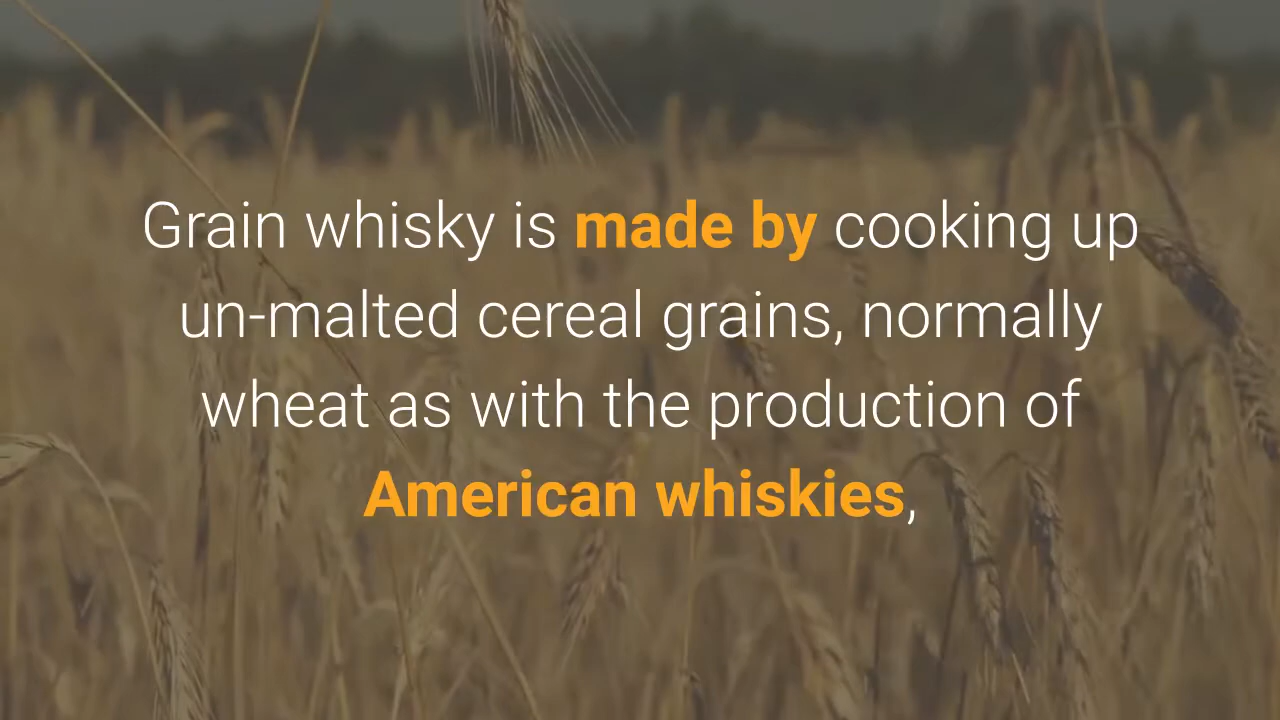 Grain whisky is made by cooking up
un-malted cereal grains, normally
wheat as with the production of
American whiskies,